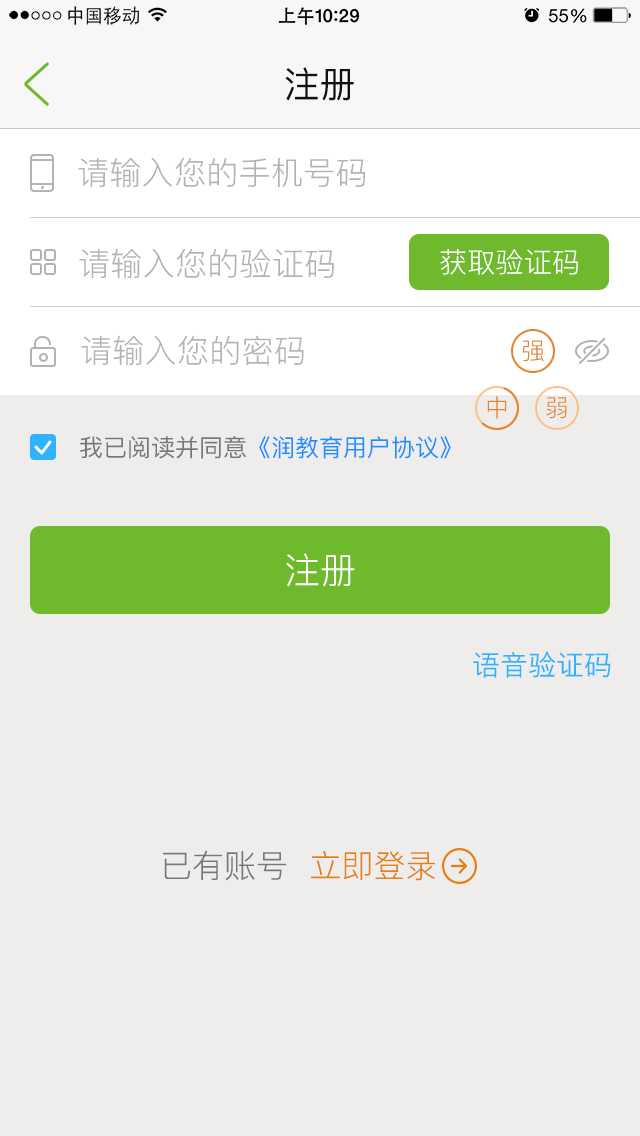 中国移动 上午10:29 55%
注册
请输入您的手机号码
请输入您的验证码 获取验证码
请输入您的密码 强
中 弱
我已阅读并同意《润教育用户协议》
注册
语音验证码
已有账号 立即登录